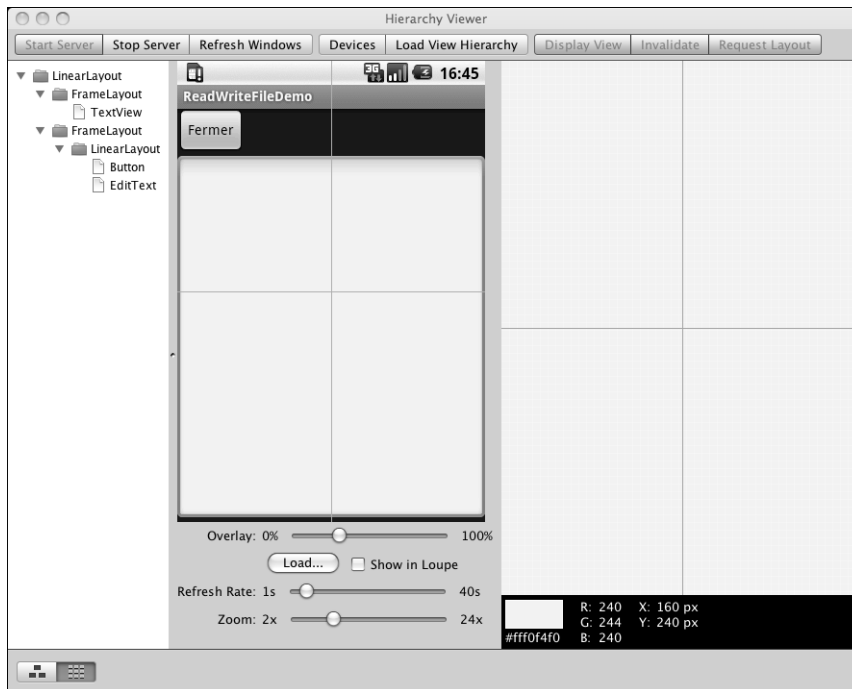 Hierarchy Viewer
Start Server Stop Server Refresh Windows Devices Load View Hierarchy Display View Invalidate Request Layout
LinearLayout
FrameLayout
TextView
FrameLayout
LinearLayout
Button
EditText
3G 16:45
ReadWriteFileDemo
Fermer
Overlay: 0% 100%
Load... Show in Loupe
Refresh Rate: 1s 40s
Zoom: 2x 24x
#fff0f4f0
R: 240 X: 160 px
G: 244 Y: 240 px
B: 240